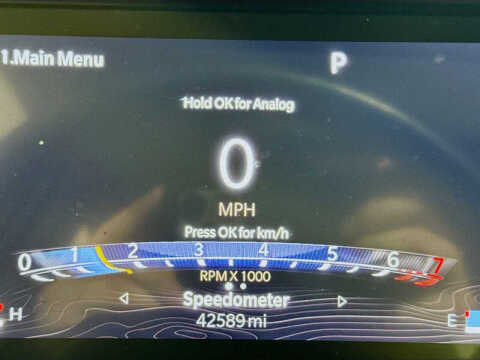 1.Main Menu P
Hold OK for Analog
0
MPH
Press OK for km/h
0 1 2 3 4 5 6 7
RPM X 1000
Speedometer
H 42589 mi E